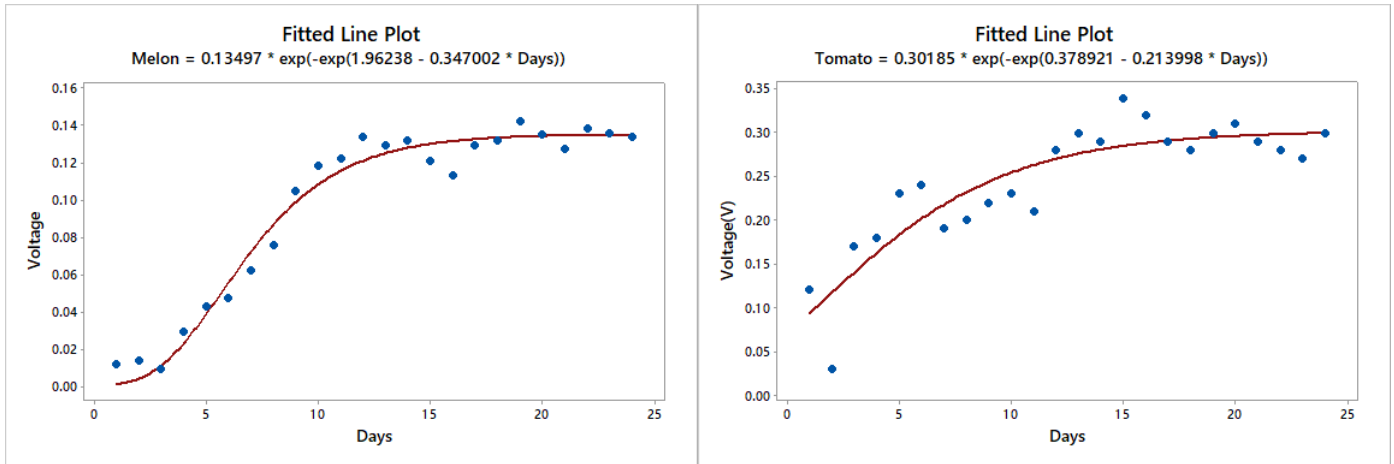 Fitted Line Plot
Melon = 0.13497 * exp(-exp(1.96238 - 0.347002 * Days))
0.16
0.14
0.12
0.10
0.08
0.06
0.04
0.02
0.00
Voltage
0 5 10 15 20 25
Days
Fitted Line Plot
Tomato = 0.30185 * exp(-exp(0.378921 - 0.213998 * Days))
0.35
0.30
0.25
0.20
0.15
0.10
0.05
0.00
Voltage(V)
0 5 10 15 20 25
Days